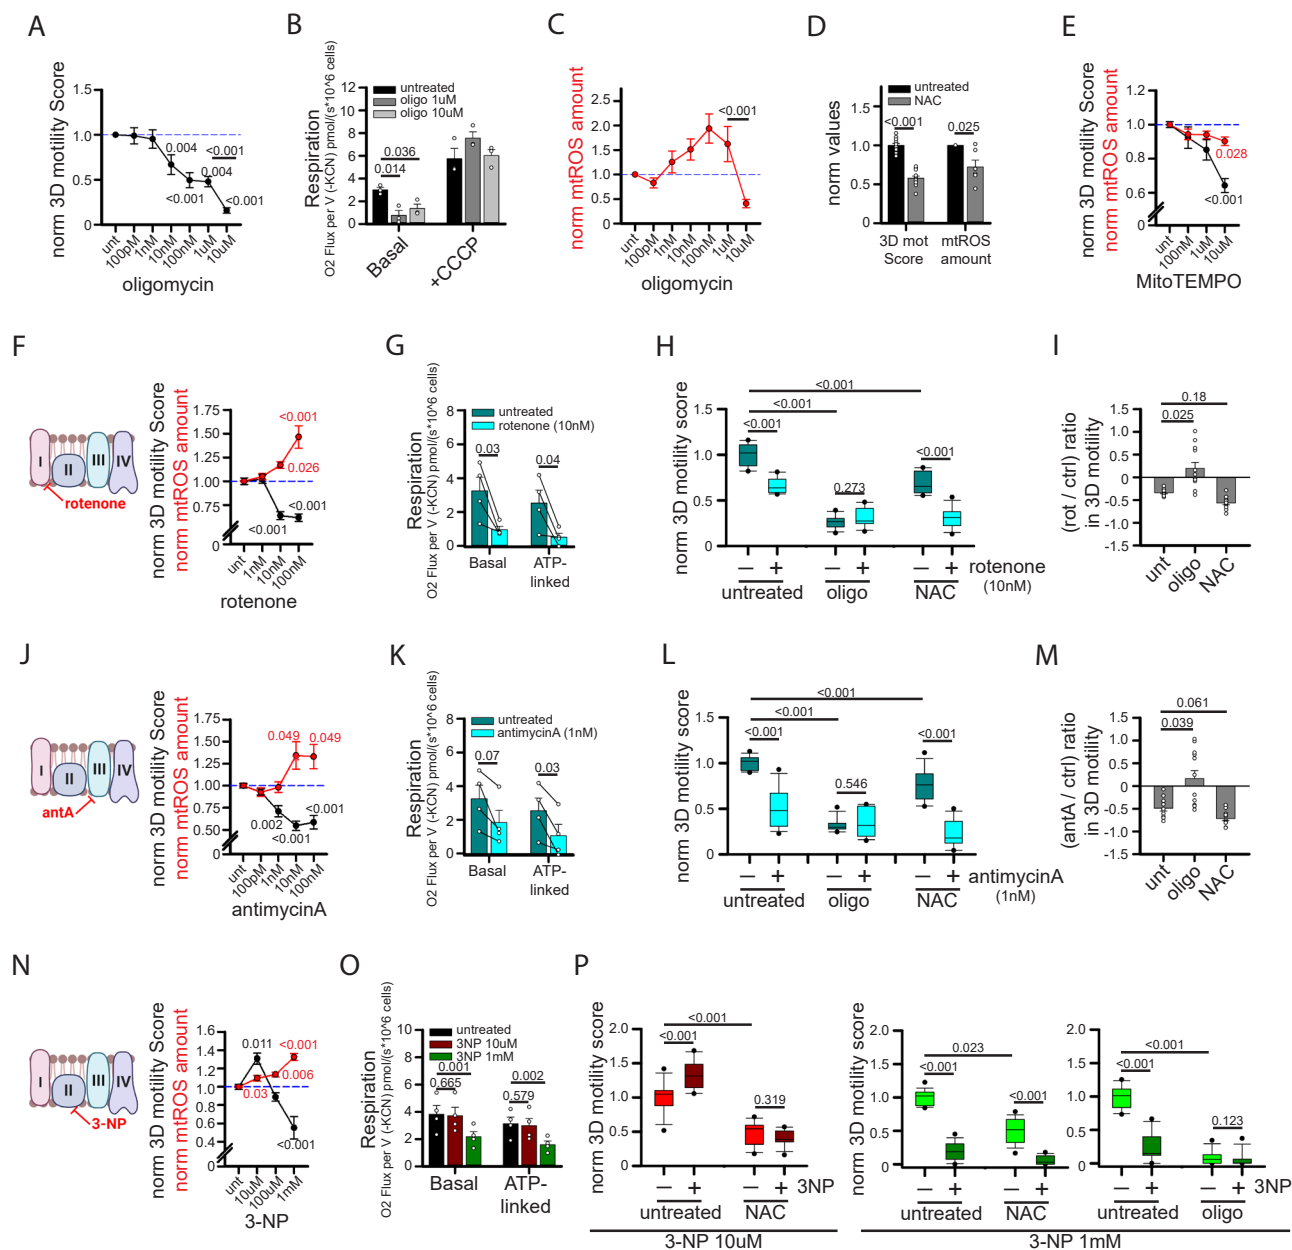 A
norm 3D motility Score
1.5
1.0
0.5
0
0.004
<0.001
0.004
<0.001
<0.001
unt
100pM
1nM
10nM
100nM
1uM
10uM
oligomycin
B
Respiration
O2 Flux per V (-KCN) pmol/(s*10^6 cells)
12
10
8
6
4
2
0
untreated
oligo 1uM
oligo 10uM
0.036
0.014
Basal
+CCCP
C
norm mtROS amount
2.5
2.0
1.5
1.0
0.5
0
<0.001
unt
100pM
1nM
10nM
100nM
1uM
10uM
oligomycin
D
norm values
1.5
1.0
0.5
0
untreated
NAC
<0.001
0.025
3D mot
Score
mtROS
amount
E
norm 3D motility Score
norm mtROS amount
1.2
1.0
0.8
0.6
0
0.028
<0.001
unt
100nM
1uM
10uM
MitoTEMPO
F
I
II
III
IV
rotenone
norm 3D motility Score
norm mtROS amount
1.75
1.50
1.25
1.00
0.75
0
<0.001
0.026
<0.001
<0.001
unt
1nM
10nM
100nM
rotenone
G
Respiration
O2 Flux per V (-KCN) pmol/(s*10^6 cells)
8
6
4
2
0
untreated
rotenone (10nM)
0.03
0.04
Basal
ATP-
linked
H
norm 3D motility score
1.5
1.0
0.5
0
<0.001
<0.001
<0.001
0.273
<0.001
— + — + — +
rotenone
(10nM)
untreated
oligo
NAC
I
(rot / ctrl) ratio
in 3D motility
1.5
1.0
0.5
0
-0.5
-1.0
-1.5
0.18
0.025
unt
oligo
NAC
J
I
II
III
IV
antA
norm 3D motility Score
norm mtROS amount
1.75
1.50
1.25
1.00
0.75
0.50
0
0.049
0.049
0.002
<0.001
<0.001
unt
100pM
1nM
10nM
100nM
antimycinA
K
Respiration
O2 Flux per V (-KCN) pmol/(s*10^6 cells)
8
6
4
2
0
untreated
antimycinA (1nM)
0.07
0.03
Basal
ATP-
linked
L
norm 3D motility score
1.5
1.0
0.5
0
<0.001
<0.001
<0.001
0.546
<0.001
— + — + — +
antimycinA
(1nM)
untreated
oligo
NAC
M
(antA / ctrl) ratio
in 3D motility
1.5
1.0
0.5
0
-0.5
-1.0
-1.5
0.061
0.039
unt
oligo
NAC
N
I
II
III
IV
3-NP
norm 3D motility Score
norm mtROS amount
1.6
1.4
1.2
1.0
0.8
0.6
0.4
0
0.011
<0.001
0.006
0.03
<0.001
unt
10uM
100uM
1mM
3-NP
O
Respiration
O2 Flux per V (-KCN) pmol/(s*10^6 cells)
10
8
6
4
2
0
untreated
3NP 10uM
3NP 1mM
0.001
0.665
0.002
0.579
Basal
ATP-
linked
P
norm 3D motility score
2.0
1.5
1.0
0.5
0
<0.001
<0.001
0.319
— + — +
3NP
untreated
NAC
3-NP 10uM
norm 3D motility score
2.0
1.5
1.0
0.5
0
0.023
<0.001
<0.001
— + — +
untreated
NAC
2.0
1.5
1.0
0.5
0
<0.001
<0.001
0.123
— + — +
3NP
untreated
oligo
3-NP 1mM